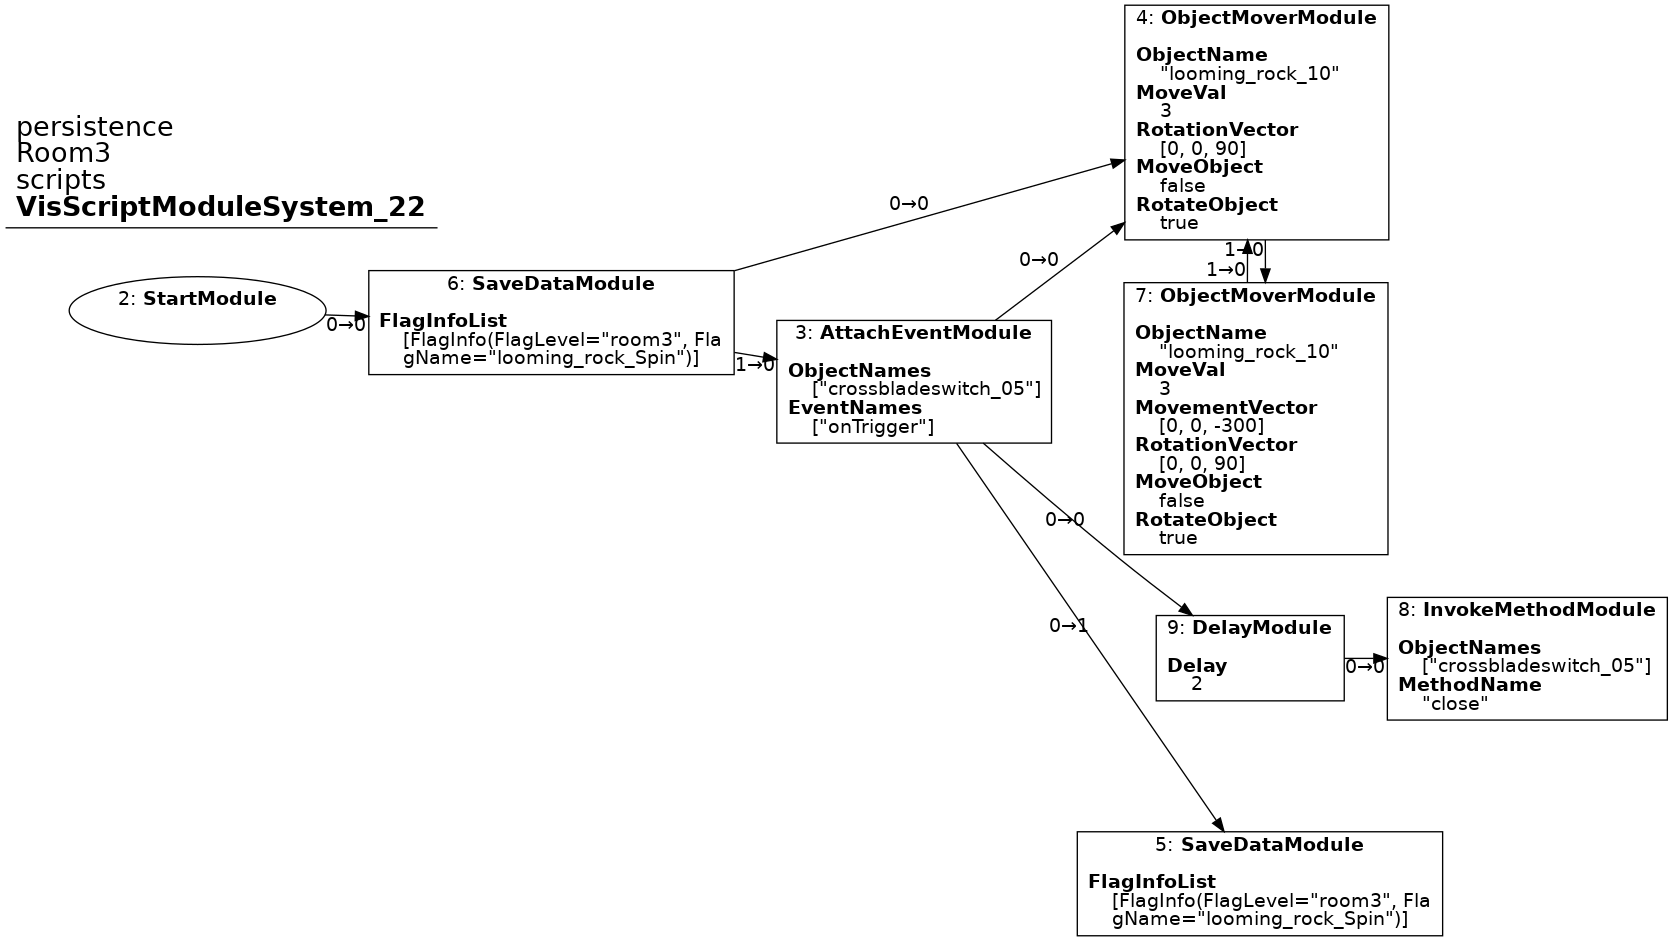 persistence
Room3
scripts
VisScriptModuleSystem_22
2: StartModule
0→0
6: SaveDataModule
FlagInfoList
[FlagInfo(FlagLevel="room3", Fla
gName="looming_rock_Spin")]
0→0
1→0
3: AttachEventModule
ObjectNames
["crossbladeswitch_05"]
EventNames
["onTrigger"]
0→0
0→0
0→1
4: ObjectMoverModule
ObjectName
"looming_rock_10"
MoveVal
3
RotationVector
[0, 0, 90]
MoveObject
false
RotateObject
true
1→0
1→0
7: ObjectMoverModule
ObjectName
"looming_rock_10"
MoveVal
3
MovementVector
[0, 0, -300]
RotationVector
[0, 0, 90]
MoveObject
false
RotateObject
true
9: DelayModule
Delay
2
0→0
8: InvokeMethodModule
ObjectNames
["crossbladeswitch_05"]
MethodName
"close"
5: SaveDataModule
FlagInfoList
[FlagInfo(FlagLevel="room3", Fla
gName="looming_rock_Spin")]